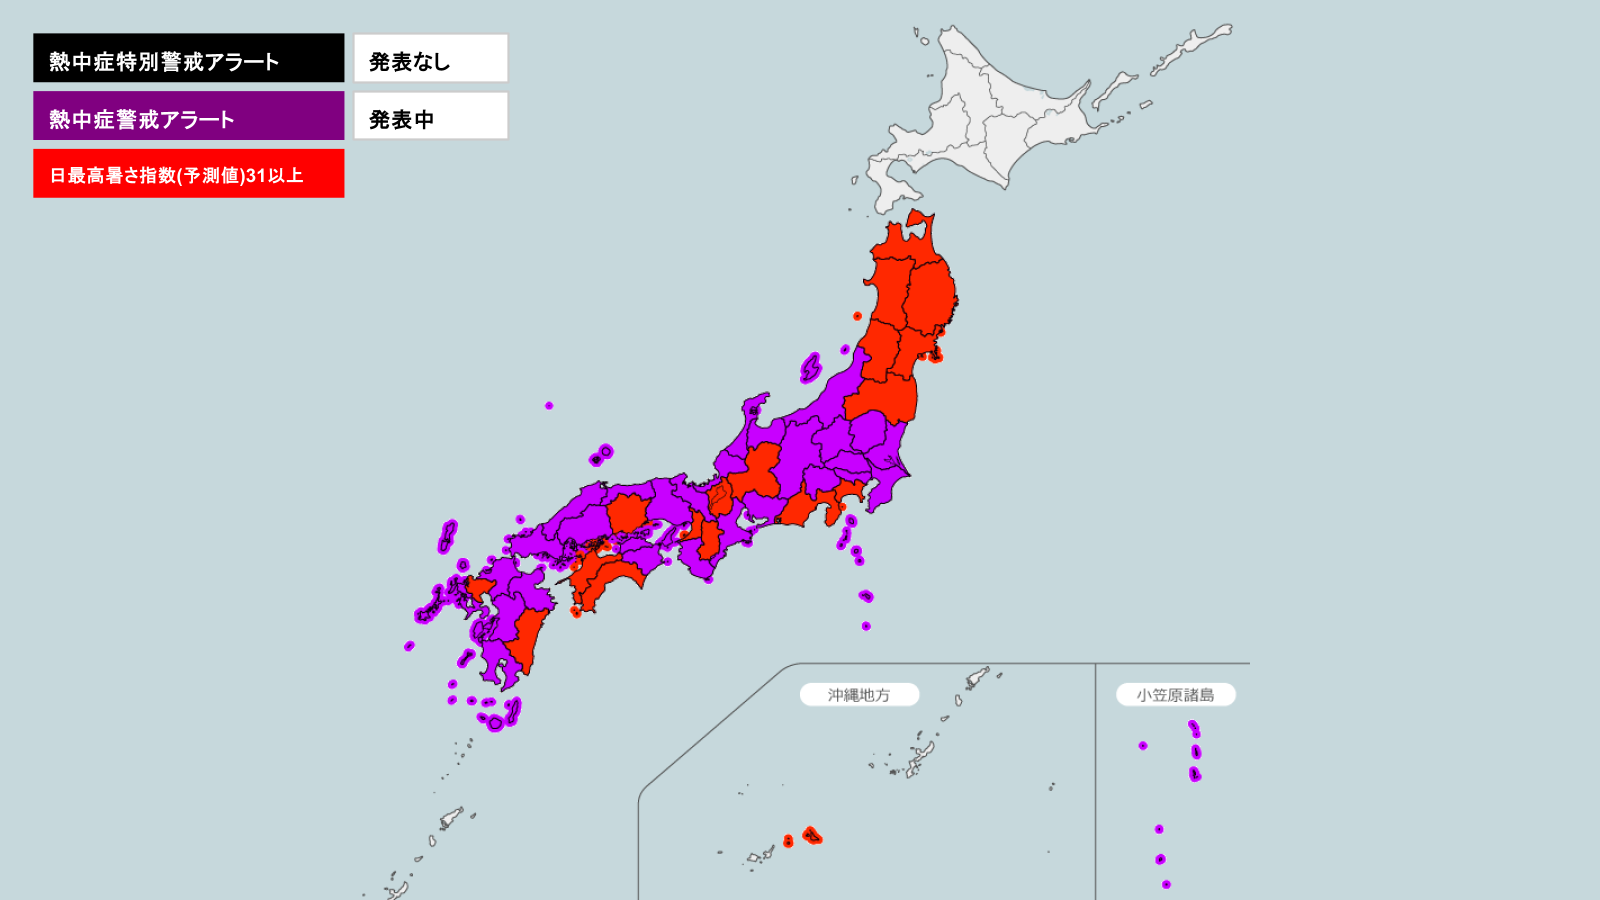 熱中症特別警戒アラート 発表なし
熱中症警戒アラート 発表中
日最高暑さ指数(予測値)31以上
沖縄地方
小笠原諸島